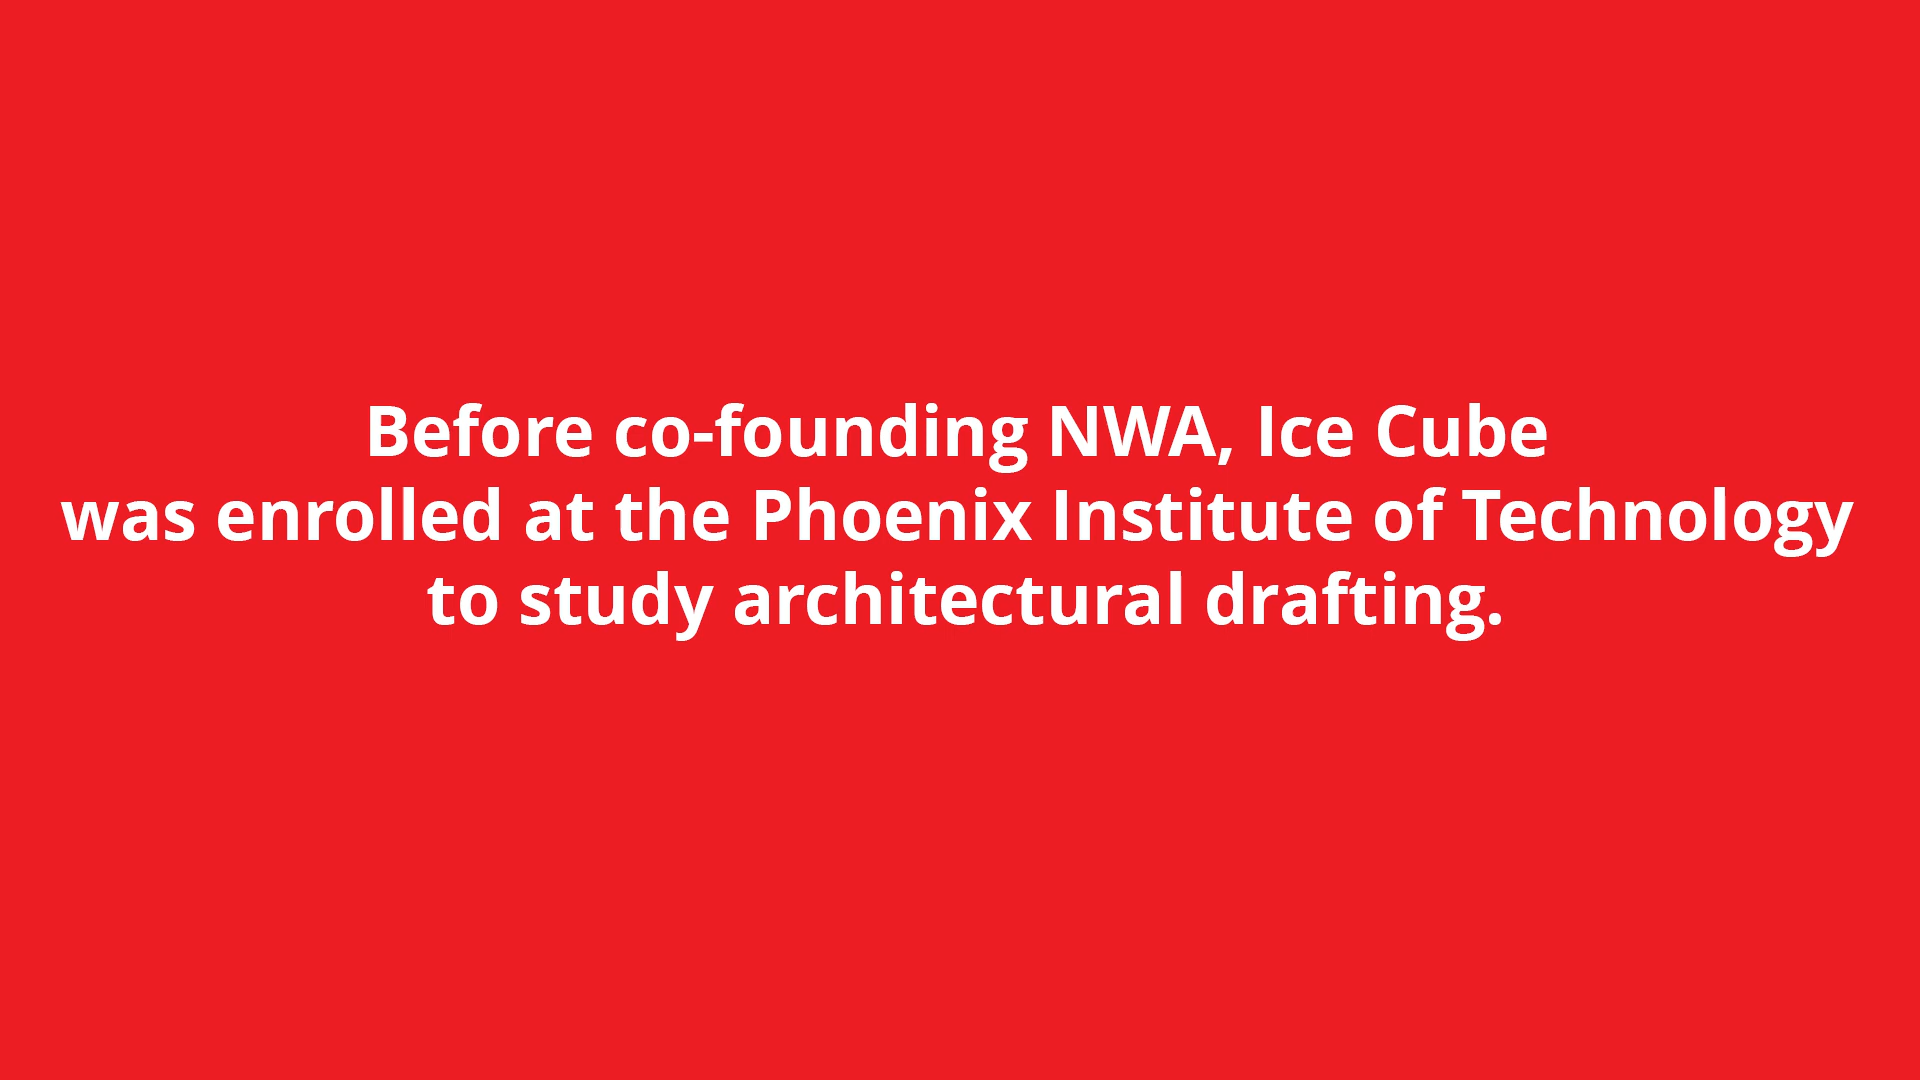 Before co-founding NWA, Ice Cube
was enrolled at the Phoenix Institute of Technology
to study architectural drafting.